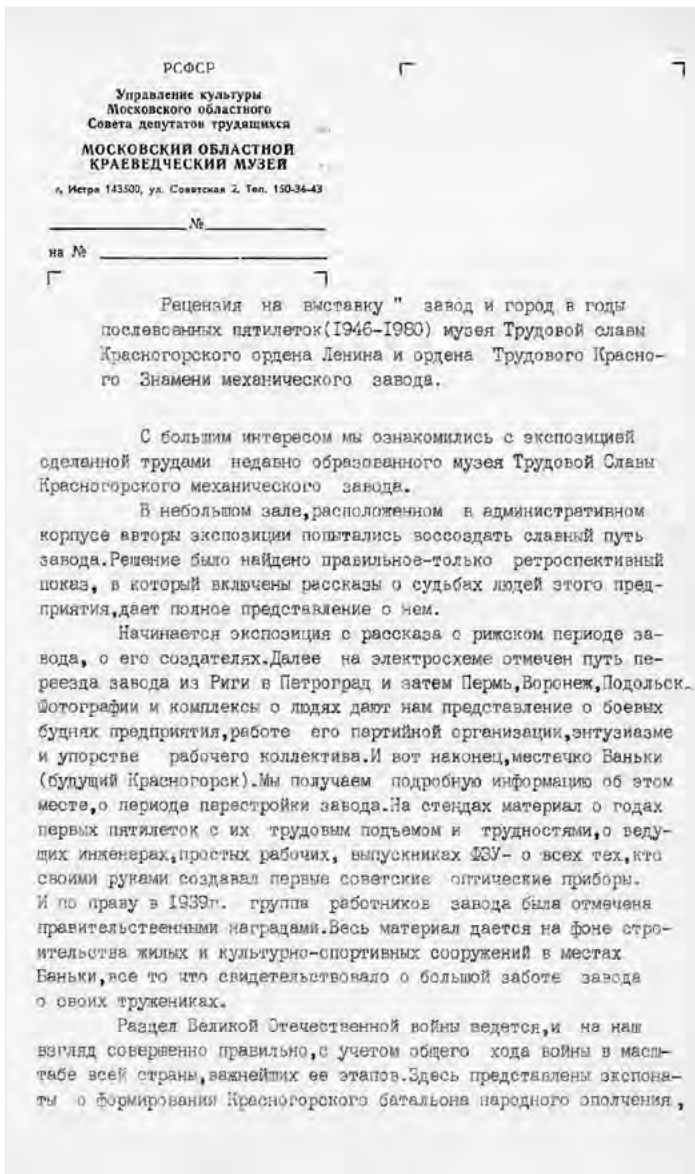 РСФСР
Управление культуры
Московского областного
Совета депутатов трудящихся
МОСКОВСКИЙ ОБЛАСТНОЙ
КРАЕВЕДЧЕСКИЙ МУЗЕЙ
г. Истра 143500, ул. Советская 2. Тел. 150-36-43
№
на №
Рецензия на выставку " завод и город в годы
послевоенных пятилеток(1946-1980) музея Трудовой славы
Красногорского ордена Ленина и ордена Трудового Красно-
го Знамени механического завода.
С большим интересом мы ознакомились с экспозицией
сделанной трудами недавно образованного музея Трудовой Славы
Красногорского механического завода.
В небольшом зале,расположенном в административном
корпусе авторы экспозиции попытались воссоздать славный путь
завода.Решение было найдено правильное-только ретроспективный
показ, в который включены рассказы о судьбах людей этого пред-
приятия,дает полное представление о нем.
Начинается экспозиция с рассказа о рижском периоде за-
вода, о его создателях.Далее на электросхеме отмечен путь пе-
реезда завода из Риги в Петроград и затем Пермь,Воронеж,Подольск.
Фотографии и комплексы о людях дают нам представление о боевых
буднях предприятия,работе его партийной организации,энтузиазме
и упорстве рабочего коллектива.И вот наконец,местечко Баньки
(будущий Красногорск).Мы получаем подробную информацию об этом
месте,о периоде перестройки завода.На стендах материал о годах
первых пятилеток с их трудовым подъемом и трудностями,о веду-
щих инженерах,простых рабочих, выпускниках ФЗУ- о всех тех,кто
своими руками создавал первые советские оптические приборы.
И по праву в 1939г. группа работников завода была отмечена
правительственными наградами.Весь материал дается на фоне стро-
ительства жилых и культурно-спортивных сооружений в местах
Баньки,все то что свидетельствовало о большой заботе завода
о своих тружениках.
Раздел Великой Отечественной войны ведется,и на наш
взгляд совершенно правильно,с учетом общего хода войны в масш-
табе всей страны,важнейших ее этапов.Здесь представлены экспона-
ты о формирования Красногорского батальона народного ополчения,